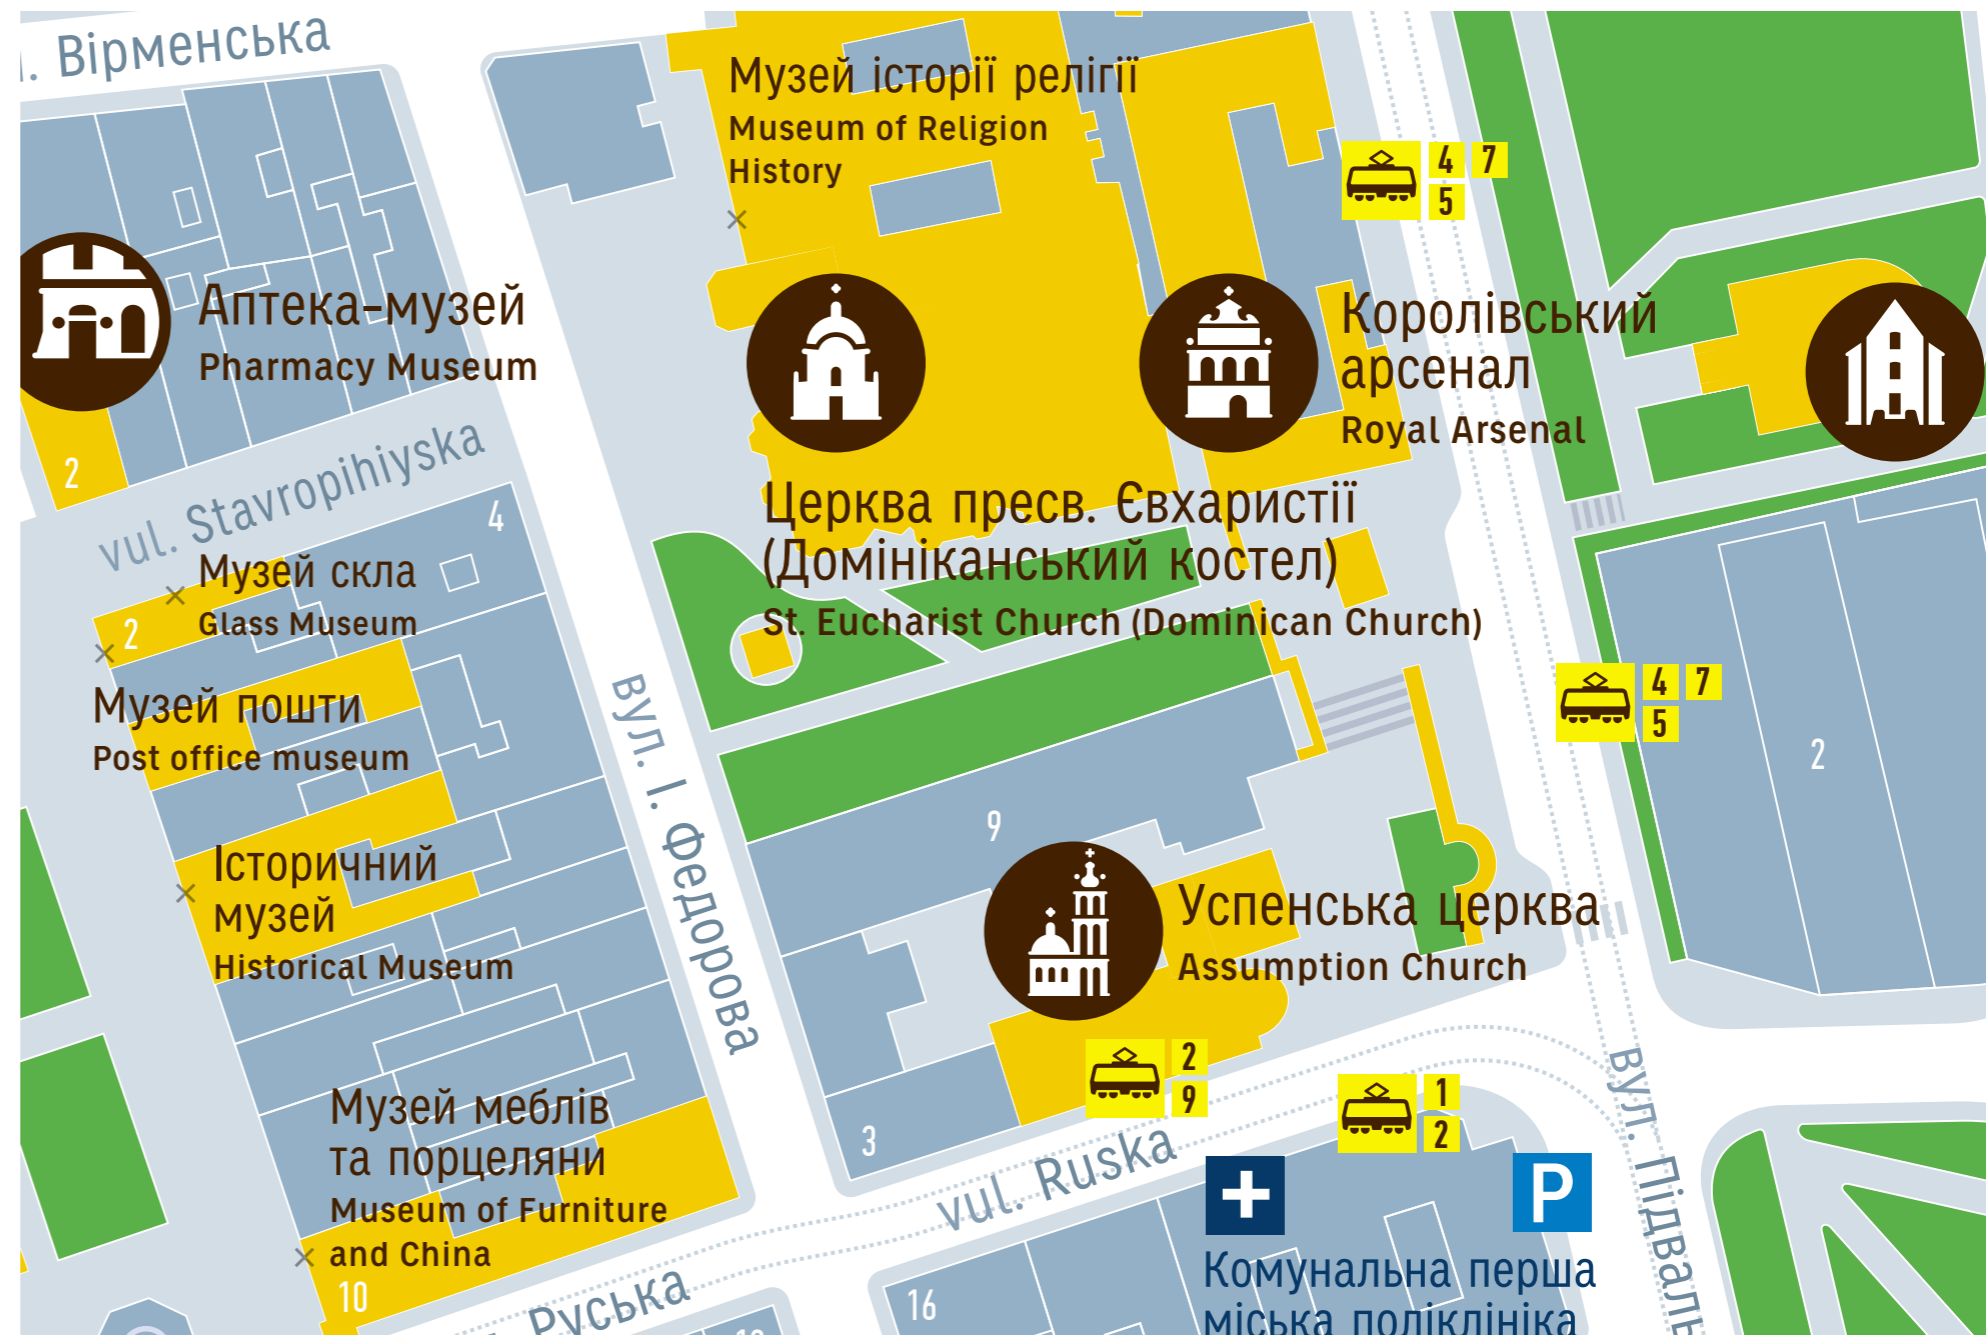 Вірменська
Музей історії релігії
Museum of Religion
History
4 7
5
Аптека-музей
Pharmacy Museum
Королівський
арсенал
Royal Arsenal
2
vul. Stavropihiyska
4
Церква пресв. Євхаристії
(Домініканський костел)
St. Eucharist Church (Dominican Church)
Музей скла
Glass Museum
2
Музей пошти
Post office museum
4 7
5
2
вул. І. Федорова
9
Історичний
музей
Historical Museum
Успенська церква
Assumption Church
2
9
1
2
Музей меблів
та порцеляни
Museum of Furniture
and China
10
3
vul. Ruska
вул. Підваль
Руська
16
P
Комунальна перша
міська поліклініка